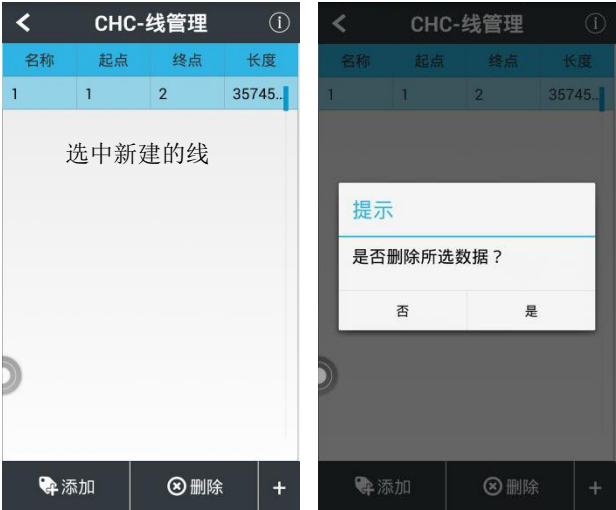 CHC-线管理
名称 起点 终点 长度
1 1 2 35745...
选中新建的线
添加 删除 +
CHC-线管理
名称 起点 终点 长度
1 1 2 35745...
提示
是否删除所选数据？
否 是
添加 删除 +